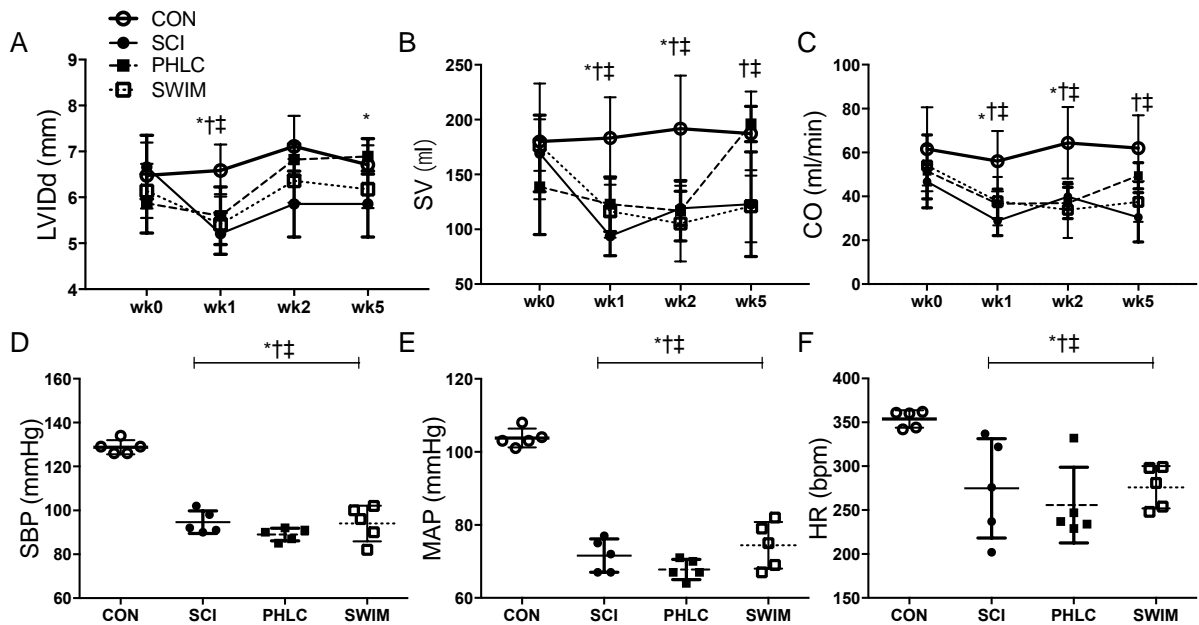 CON
SCI
PHLC
SWIM
A
LVIDd (mm)
9
8
7
6
5
4
*†‡
*
wk0 wk1 wk2 wk5
B
SV (ml)
250
200
150
100
50
*†‡
*†‡
†‡
wk0 wk1 wk2 wk5
C
CO (ml/min)
100
80
60
40
20
0
*†‡
*†‡
†‡
wk0 wk1 wk2 wk5
D
SBP (mmHg)
160
140
120
100
80
60
*†‡
CON SCI PHLC SWIM
E
MAP (mmHg)
120
100
80
60
*†‡
CON SCI PHLC SWIM
F
HR (bpm)
400
350
300
250
200
150
*†‡
CON SCI PHLC SWIM